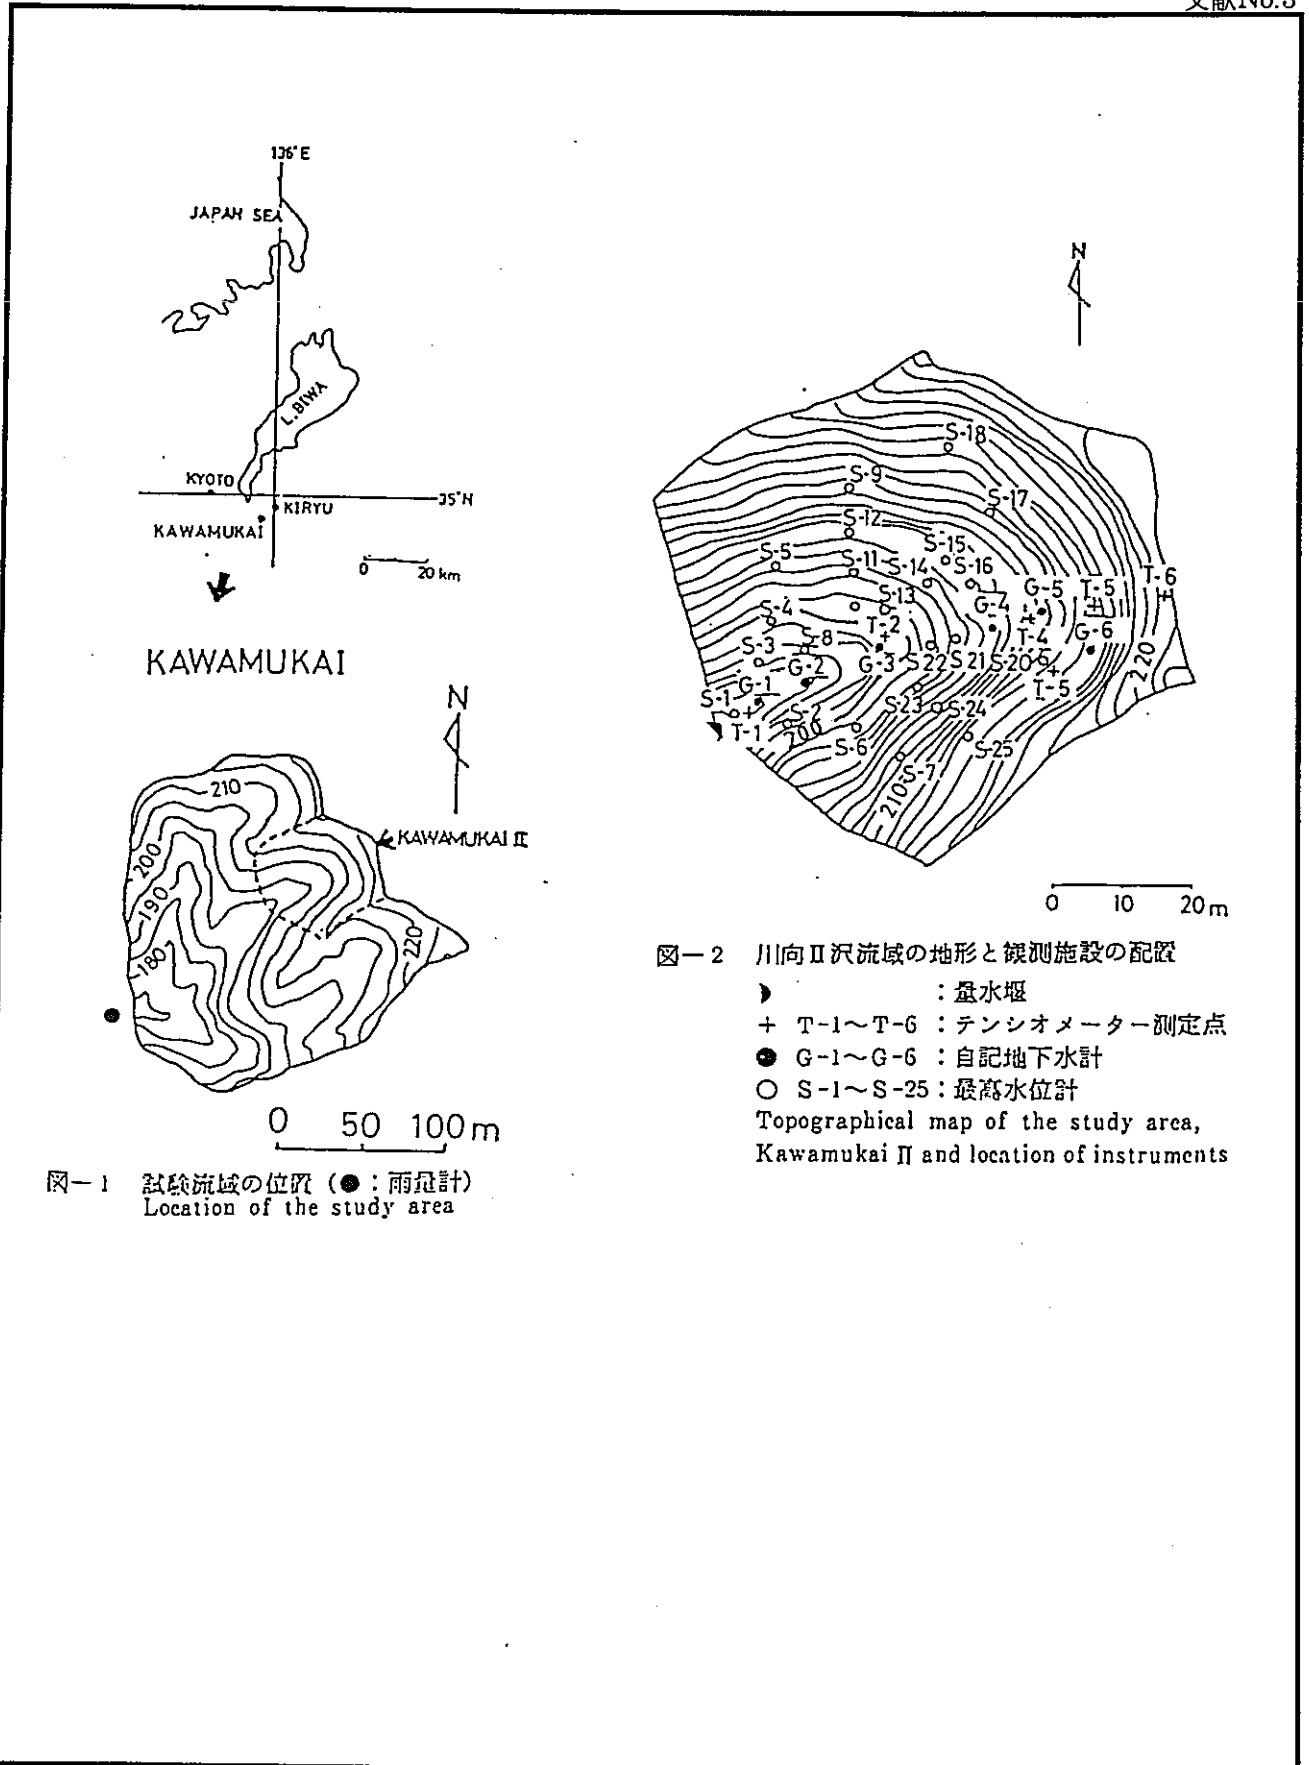 文献No.3
136°E
JAPAN SEA
L.BIWA
KYOTO
35°N
KIRYU
KAWAMUKAI
0 20 km
KAWAMUKAI
N
210
KAWAMUKAI II
200
190
180
220
0 50 100m
図-1 試験流域の位置(●:雨量計)
Location of the study area
N
S-18
S-9
S-17
S-12
S-15
S-5
S-11
S-14
S-16
T-6
G-5
T-5
S-13
G-4
S-4
T-2
T-4
G-6
S-8
S-3
G-2
G-3
S22
S21
S-20
220
T-5
S-1
G-1
S-2
S-23
S-24
T-1
200
S-6
S-25
S-7
210
0 10 20m
図-2 川向II沢流域の地形と観測施設の配置
:量水堰
+ T-1~T-6 :テンシオメーター測定点
● G-1~G-6 :自記地下水計
○ S-1~S-25:最高水位計
Topographical map of the study area,
Kawamukai II and location of instruments